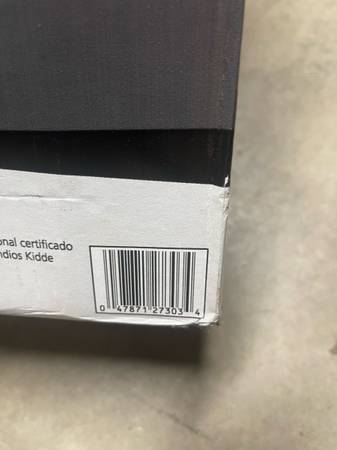 onal certificado
ndios Kidde
0 47871 27303 4